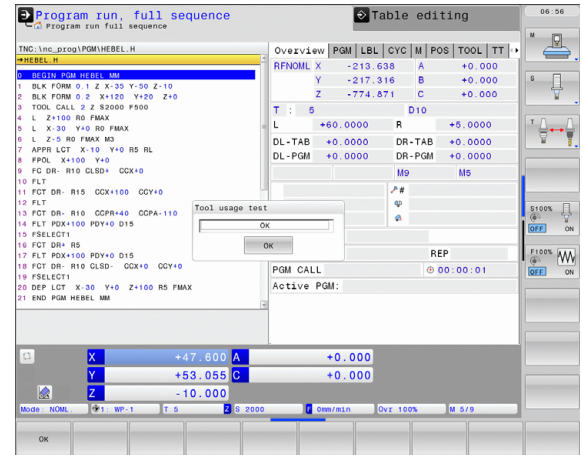 Program run, full sequence
Program run full sequence
Table editing
06:56
TNC:\nc_prog\PGM\HEBEL.H
→HEBEL.H
0 BEGIN PGM HEBEL MM
1 BLK FORM 0.1 Z X-35 Y-50 Z-10
2 BLK FORM 0.2 X+120 Y+20 Z+0
3 TOOL CALL 2 Z S2000 F500
4 L Z+100 R0 FMAX
5 L X-30 Y+0 R0 FMAX
6 L Z-5 R0 FMAX M3
7 APPR LCT X-10 Y+0 R5 RL
8 FPOL X+100 Y+0
9 FC DR- R10 CLSD+ CCX+0
10 FLT
11 FCT DR- R15 CCX+100 CCY+0
12 FLT
13 FCT DR- R10 CCPR+40 CCPA-110
14 FLT PDX+100 PDY+0 D15
15 FSELECT1
16 FCT DR+ R5
17 FLT PDX+100 PDY+0 D15
18 FCT DR- R10 CLSD- CCX+0 CCY+0
19 FSELECT1
20 DEP LCT X-30 Y+0 Z+100 R5 FMAX
21 END PGM HEBEL MM
Overview PGM LBL CYC M POS TOOL TT
RFNOML X -213.638 A +0.000
Y -217.316 B +0.000
Z -774.871 C +0.000
T : 5 D10
L +60.0000 R +5.0000
DL-TAB +0.0000 DR-TAB +0.0000
DL-PGM +0.0000 DR-PGM +0.0000
M9 M5
#
REP
PGM CALL 00:00:01
Active PGM:
Tool usage test
OK
OK
X +47.600 A +0.000
Y +53.055 C +0.000
Z -10.000
Mode: NOML. 1: WP-1 T 5 Z S 2000 F 0mm/min Ovr 100% M 5/9
M
S
T
S100%
OFF ON
F100%
OFF ON
OK